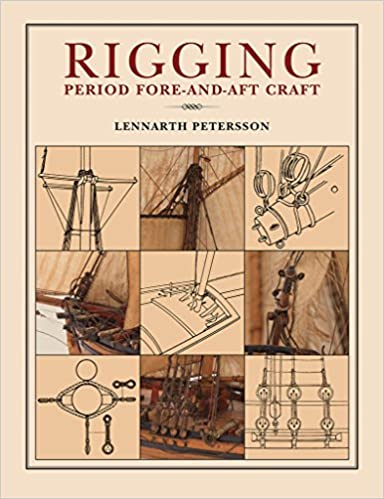 RIGGING
PERIOD FORE-AND-AFT CRAFT
LENNARTH PETERSSON